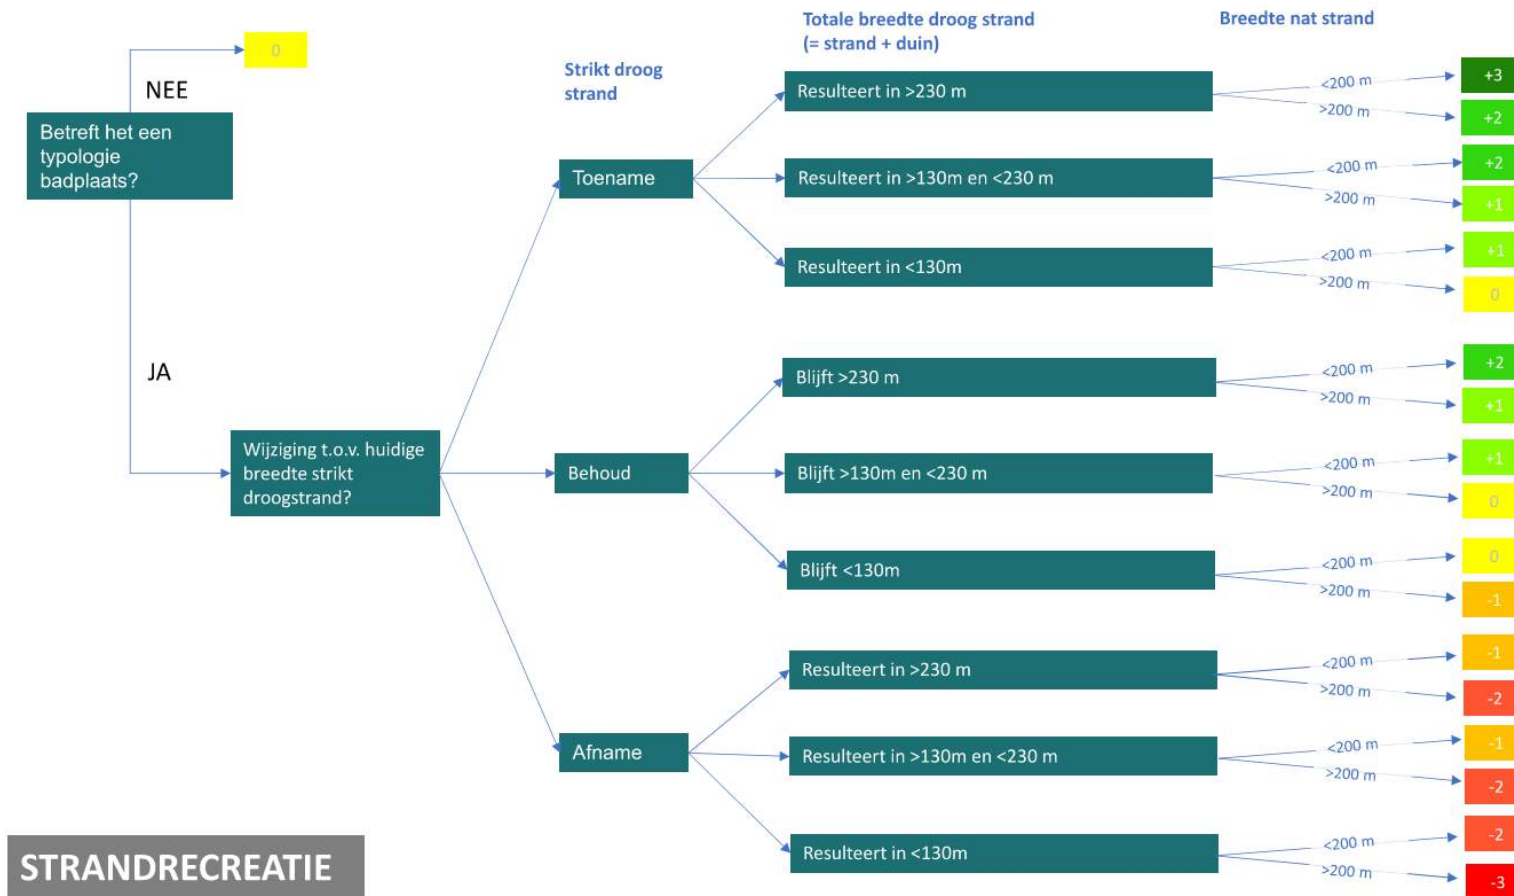 Totale breedte droog strand
(= strand + duin)
Breedte nat strand
Strikt droog
strand
0
NEE
Betreft het een
typologie
badplaats?
JA
Wijziging t.o.v. huidige
breedte strikt
droogstrand?
Toename
Resulteert in >230 m
<200 m
+3
>200 m
+2
Resulteert in >130m en <230 m
<200 m
+2
>200 m
+1
Resulteert in <130m
<200 m
+1
>200 m
0
Behoud
Blijft >230 m
<200 m
+2
>200 m
+1
Blijft >130m en <230 m
<200 m
+1
>200 m
0
Blijft <130m
<200 m
0
>200 m
-1
Afname
Resulteert in >230 m
<200 m
-1
>200 m
-2
Resulteert in >130m en <230 m
<200 m
-1
>200 m
-2
Resulteert in <130m
<200 m
-2
>200 m
-3
STRANDRECREATIE